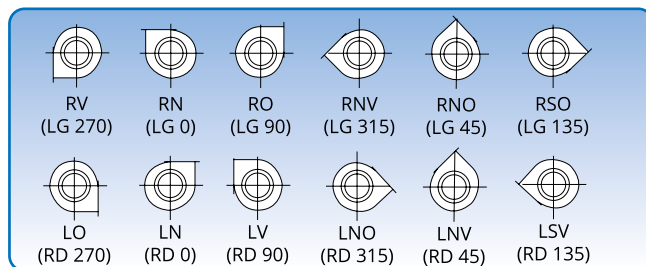 RV RN RO RNV RNO RSO
(LG 270) (LG 0) (LG 90) (LG 315) (LG 45) (LG 135)
LO LN LV LNO LNV LSV
(RD 270) (RD 0) (RD 90) (RD 315) (RD 45) (RD 135)